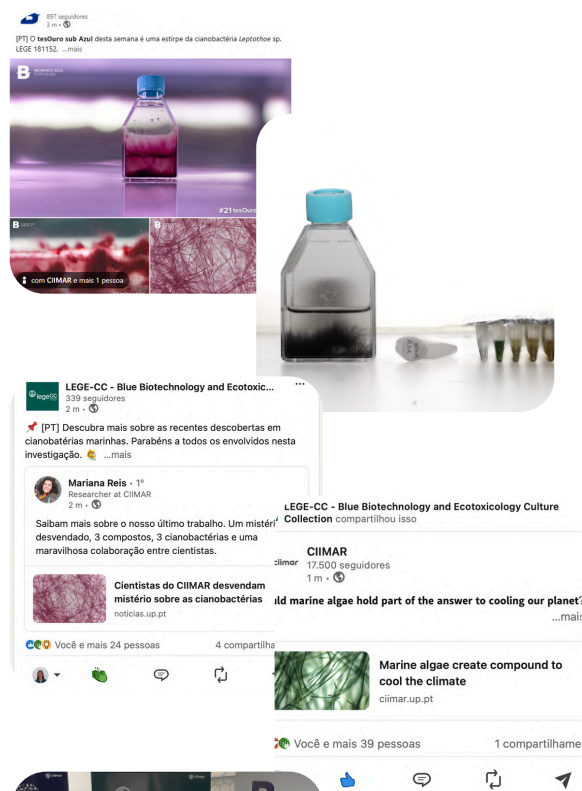 897 seguidores
3 m •
[PT] O tesOuro sub Azul desta semana é uma estirpe da cianobactéria Leptothoe sp.
LEGE 181152. ...mais
B
#21 tesOuro
B
B
com CIIMAR e mais 1 pessoa
LEGE-CC - Blue Biotechnology and Ecotoxic...
legecc
339 seguidores
2 m •
[PT] Descubra mais sobre as recentes descobertas em
cianobatérias marinhas. Parabéns a todos os envolvidos nesta
investigação. ...mais
Mariana Reis • 1º
Researcher at CIIMAR
2 m •
Saibam mais sobre o nosso último trabalho. Um mistéri
desvendado, 3 compostos, 3 cianobactérias e uma
maravilhosa colaboração entre cientistas.
Cientistas do CIIMAR desvendam
mistério sobre as cianobactérias
noticias.up.pt
Você e mais 24 pessoas
4 compartilha
LEGE-CC - Blue Biotechnology and Ecotoxicology Culture
Collection compartilhou isso
CIIMAR
ciimar
17.500 seguidores
1 m •
ld marine algae hold part of the answer to cooling our planet?
...mais
Marine algae create compound to
cool the climate
ciimar.up.pt
Você e mais 39 pessoas
1 compartilhame